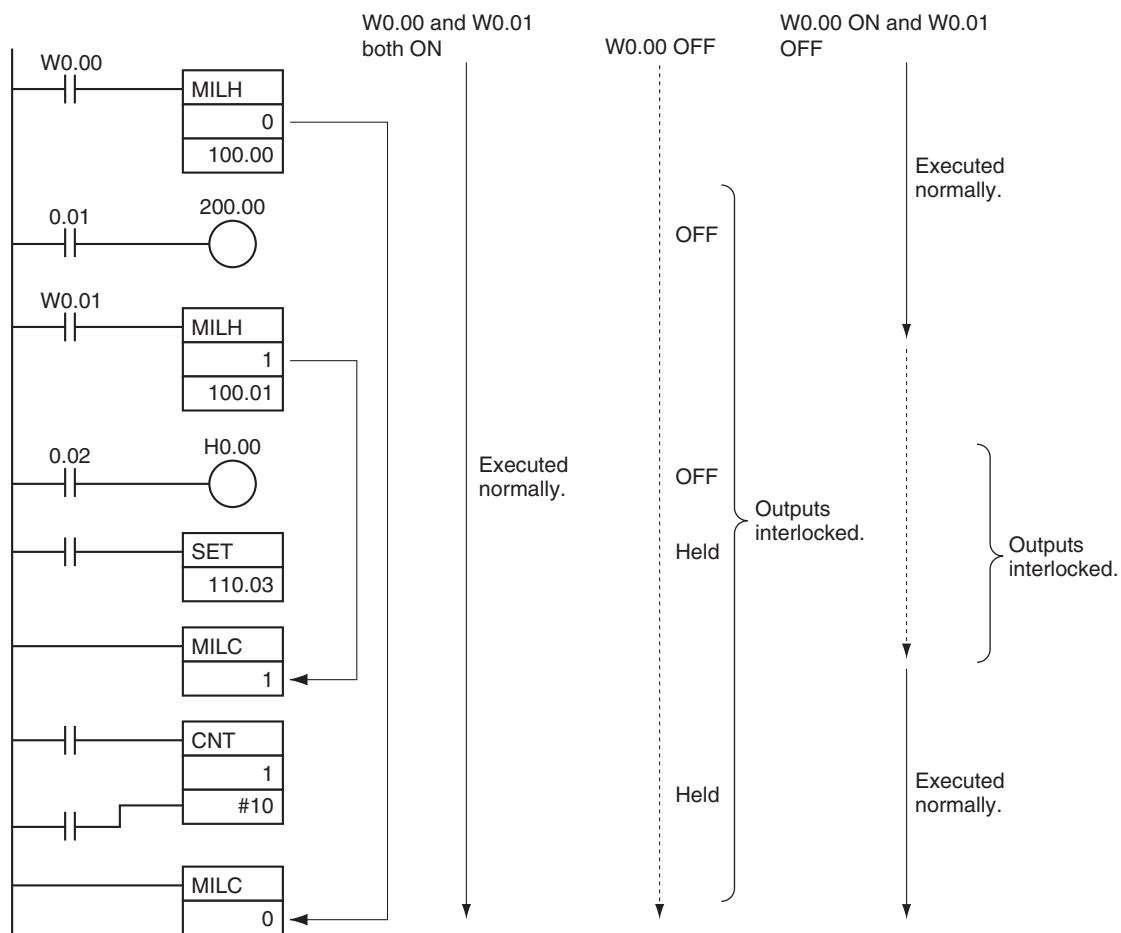 W0.00 and W0.01
both ON
W0.00 OFF
W0.00 ON and W0.01
OFF
W0.00
MILH
0
100.00
0.01
200.00
W0.01
MILH
1
100.01
0.02
H0.00
SET
110.03
MILC
1
CNT
1
#10
MILC
0
Executed
normally.
OFF
OFF
Held
Held
Outputs
interlocked.
Executed
normally.
Outputs
interlocked.
Executed
normally.